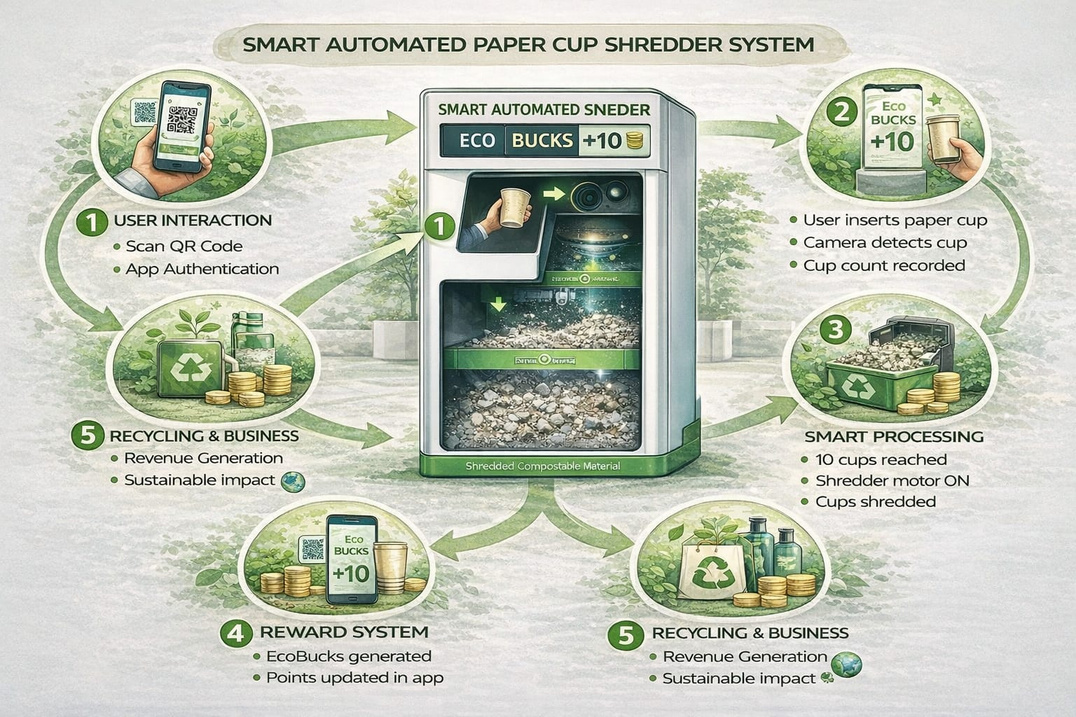 SMART AUTOMATED PAPER CUP SHREDDER SYSTEM
SMART AUTOMATED SNEDER
ECO BUCKS +10
1
1 USER INTERACTION
• Scan QR Code
• App Authentication
2
Eco
BUCKS
+10
• User inserts paper cup
• Camera detects cup
• Cup count recorded
3
SMART PROCESSING
• 10 cups reached
• Shredder motor ON
• Cups shredded
5 RECYCLING & BUSINESS
• Revenue Generation
• Sustainable impact
Shredded Compostable Material
Eco
BUCKS
+10
4 REWARD SYSTEM
• EcoBucks generated
• Points updated in app
5 RECYCLING & BUSINESS
• Revenue Generation
• Sustainable impact